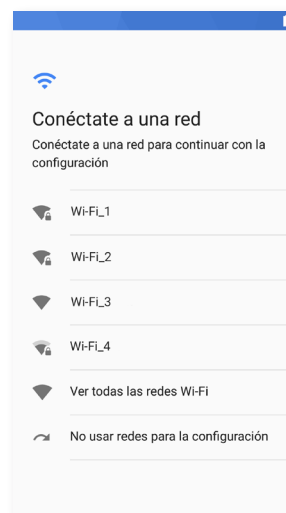 Conéctate a una red
Conéctate a una red para continuar con la
configuración
Wi-Fi_1
Wi-Fi_2
Wi-Fi_3
Wi-Fi_4
Ver todas las redes Wi-Fi
No usar redes para la configuración